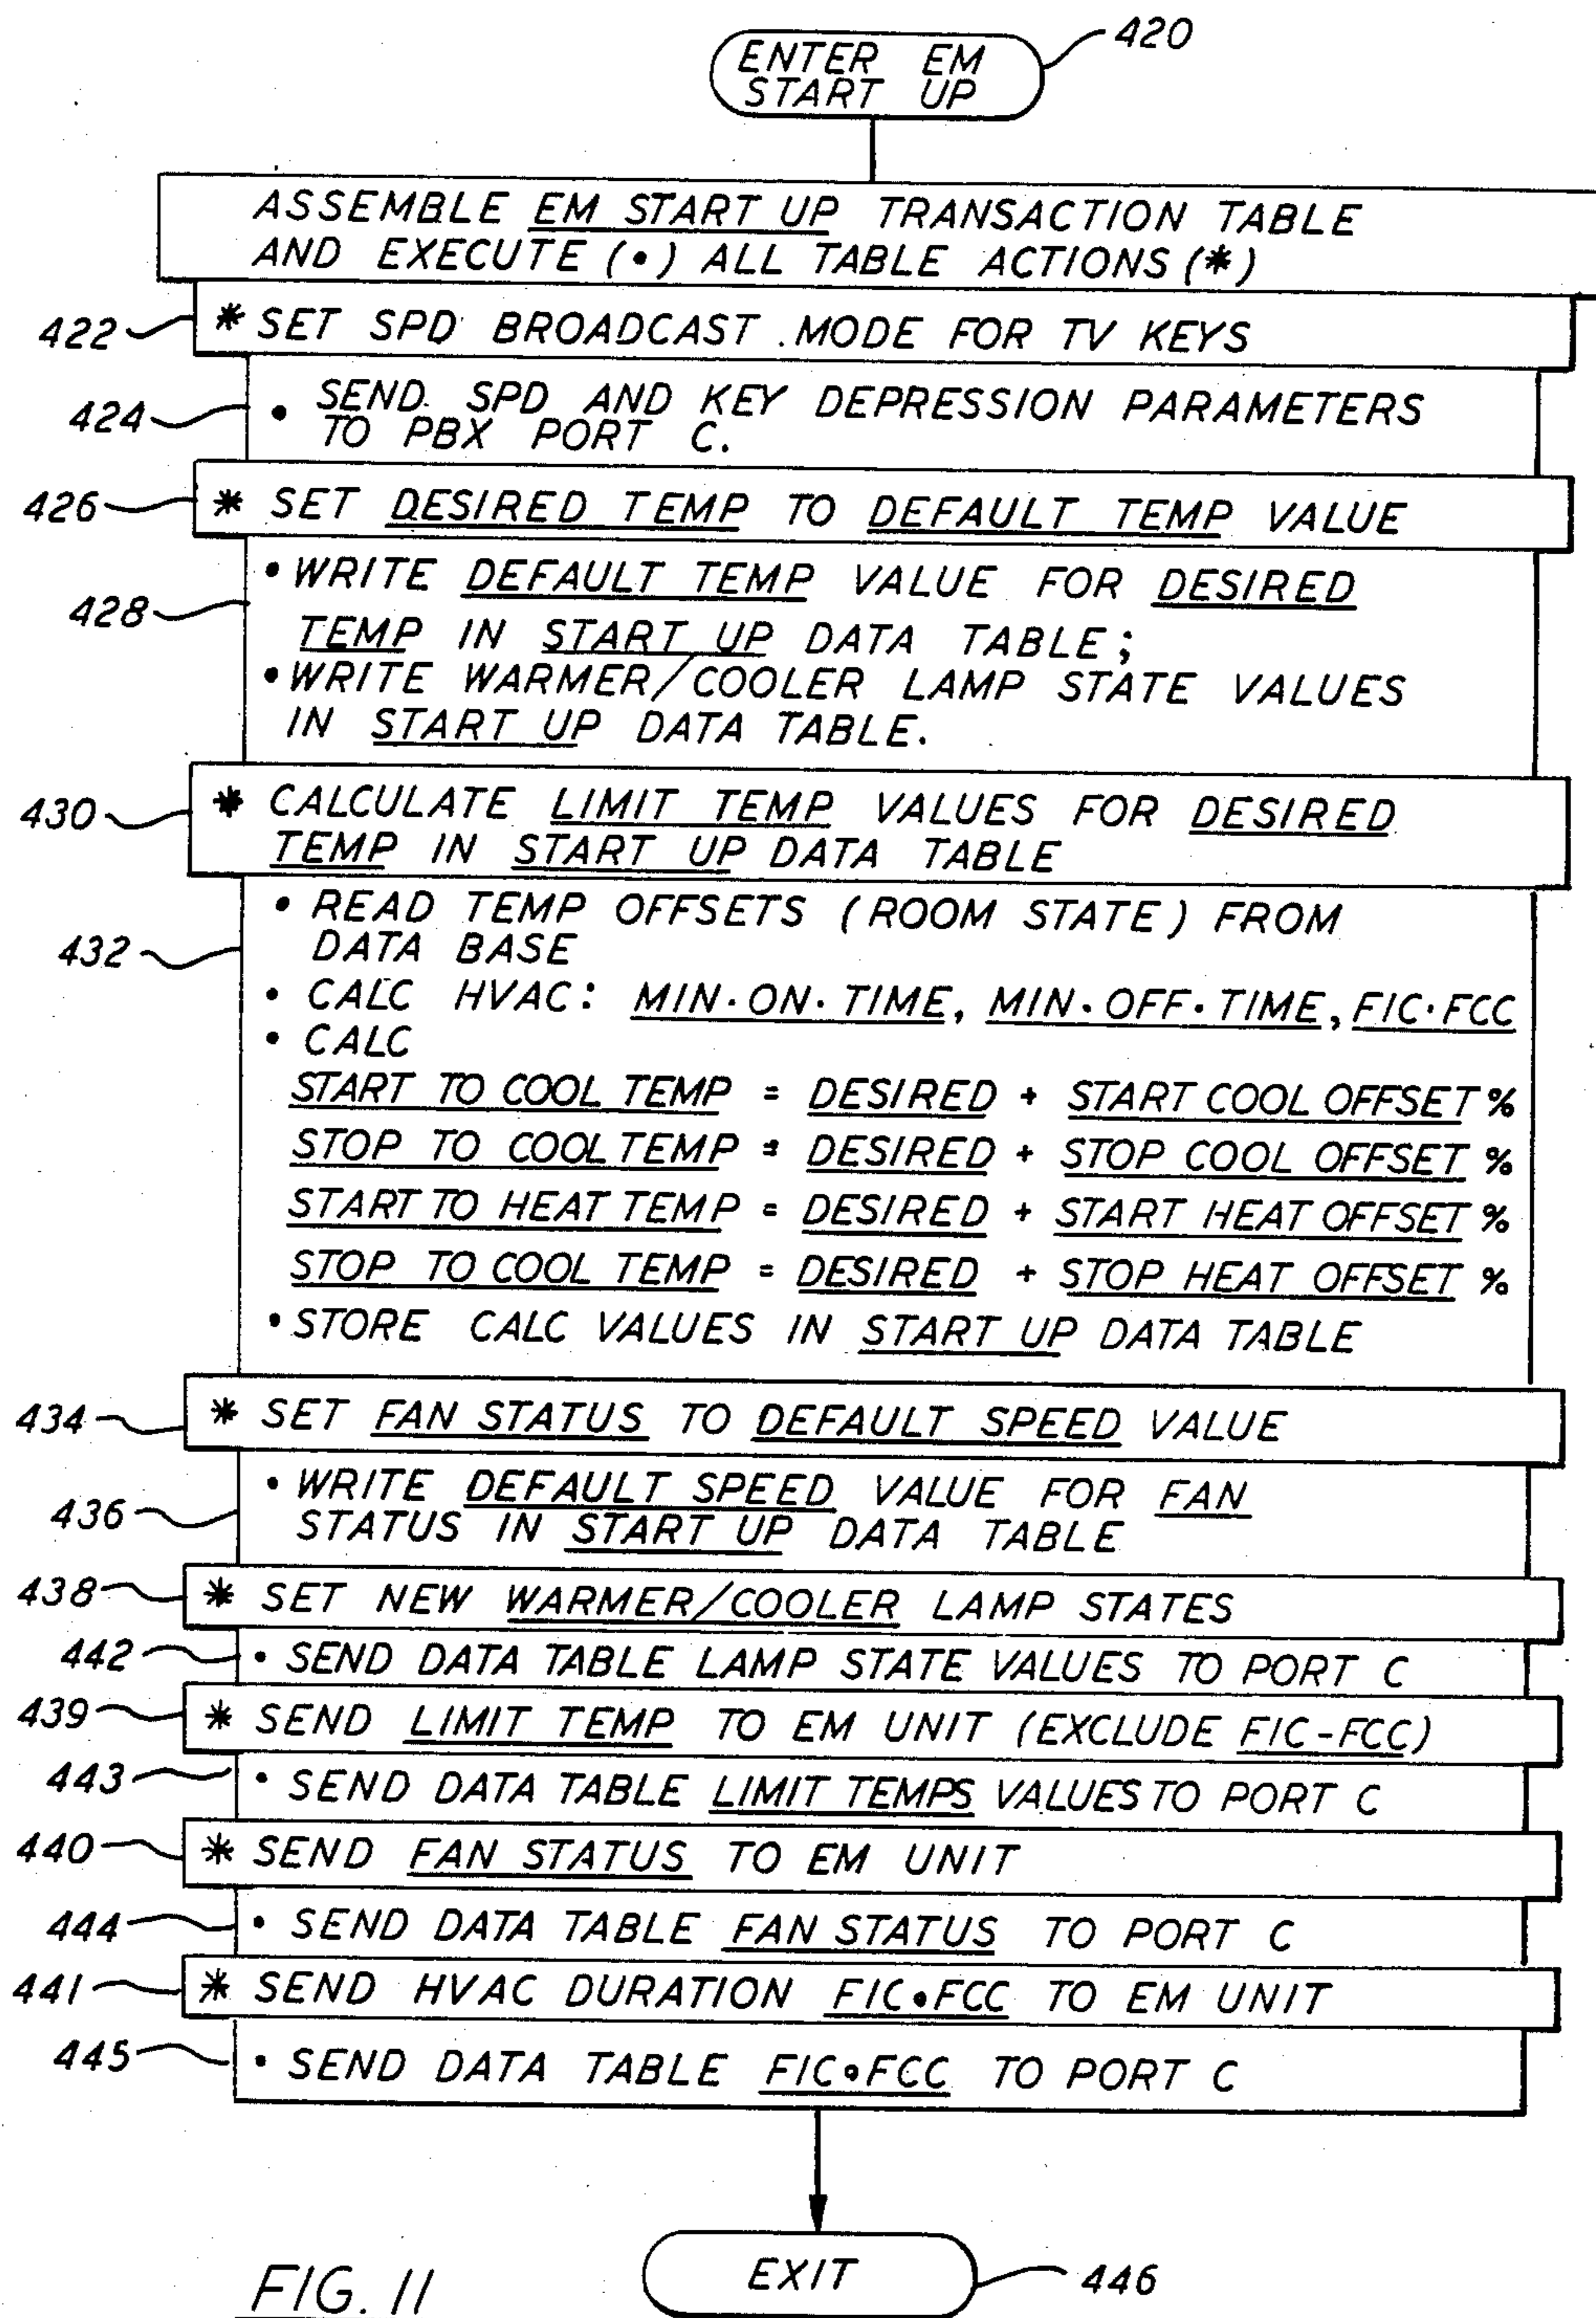 420
ENTER EM
START UP
ASSEMBLE EM START UP TRANSACTION TABLE
AND EXECUTE (•) ALL TABLE ACTIONS (*)
422
* SET SPD BROADCAST MODE FOR TV KEYS
424
• SEND SPD AND KEY DEPRESSION PARAMETERS
TO PBX PORT C.
426
* SET DESIRED TEMP TO DEFAULT TEMP VALUE
428
• WRITE DEFAULT TEMP VALUE FOR DESIRED
TEMP IN START UP DATA TABLE;
• WRITE WARMER/COOLER LAMP STATE VALUES
IN START UP DATA TABLE.
430
* CALCULATE LIMIT TEMP VALUES FOR DESIRED
TEMP IN START UP DATA TABLE
432
• READ TEMP OFFSETS (ROOM STATE) FROM
DATA BASE
• CALC HVAC: MIN·ON·TIME, MIN·OFF·TIME, FIC·FCC
• CALC
START TO COOL TEMP = DESIRED + START COOL OFFSET %
STOP TO COOL TEMP = DESIRED + STOP COOL OFFSET %
START TO HEAT TEMP = DESIRED + START HEAT OFFSET %
STOP TO COOL TEMP = DESIRED + STOP HEAT OFFSET %
• STORE CALC VALUES IN START UP DATA TABLE
434
* SET FAN STATUS TO DEFAULT SPEED VALUE
436
• WRITE DEFAULT SPEED VALUE FOR FAN
STATUS IN START UP DATA TABLE
438
* SET NEW WARMER/COOLER LAMP STATES
442
• SEND DATA TABLE LAMP STATE VALUES TO PORT C
439
* SEND LIMIT TEMP TO EM UNIT (EXCLUDE FIC-FCC)
443
• SEND DATA TABLE LIMIT TEMPS VALUES TO PORT C
440
* SEND FAN STATUS TO EM UNIT
444
• SEND DATA TABLE FAN STATUS TO PORT C
441
* SEND HVAC DURATION FIC•FCC TO EM UNIT
445
• SEND DATA TABLE FIC•FCC TO PORT C
EXIT
446
FIG. 11